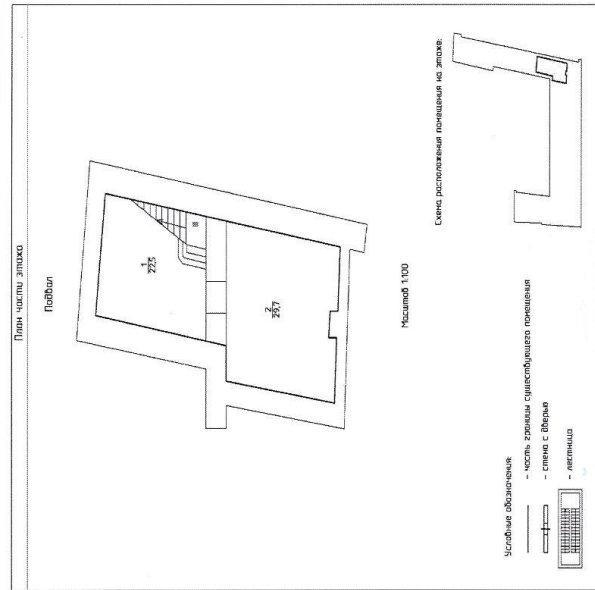 План части этажа
Подвал
1
22,5
2
29,7
Масштаб 1:100
Схема расположения помещения на этаже:
Условные обозначения:
- часть границы существующего помещения
- стена с дверью
- лестница